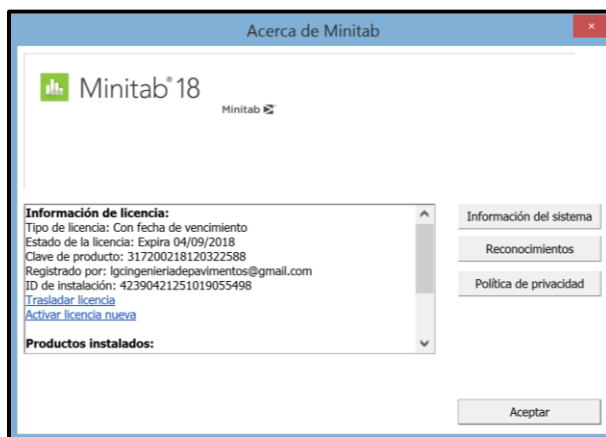 Acerca de Minitab
×
Minitab® 18
Minitab
Información de licencia:
Tipo de licencia: Con fecha de vencimiento
Estado de la licencia: Expira 04/09/2018
Clave de producto: 317200218120322588
Registrado por: lgcingenieriadepavimentos@gmail.com
ID de instalación: 42390421251019055498
Trasladar licencia
Activar licencia nueva
Productos instalados:
Información del sistema
Reconocimientos
Política de privacidad
Aceptar